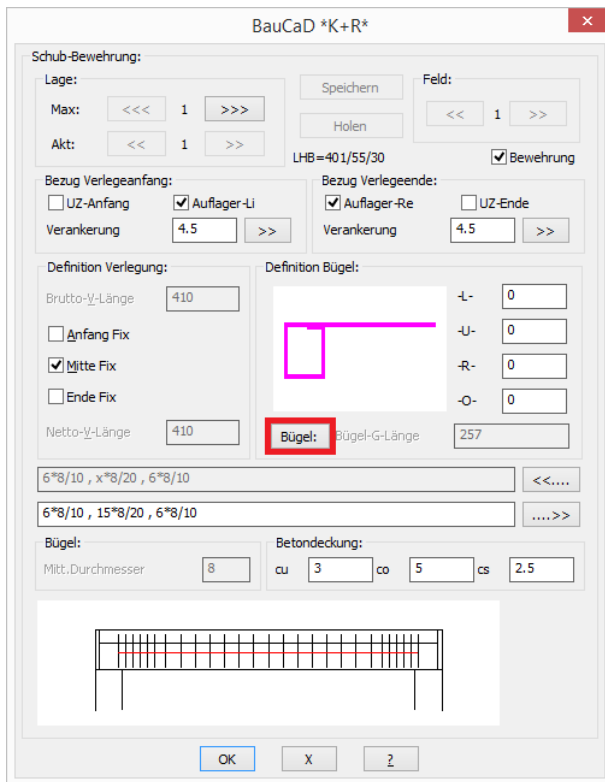 BauCaD *K+R*
Schub-Bewehrung:
Lage:
Max: <<< 1 >>>
Akt: << 1 >>
Speichern
Holen
LHB=401/55/30
Feld:
<< 1 >>
Bewehrung
Bezug Verlegeanfang:
UZ-Anfang Auflager-Li
Verankerung 4.5 >>
Bezug Verlegeende:
Auflager-Re UZ-Ende
Verankerung 4.5 >>
Definition Verlegung:
Brutto-V-Länge 410
Anfang Fix
Mitte Fix
Ende Fix
Netto-V-Länge 410
Definition Bügel:
-L- 0
-U- 0
-R- 0
-O- 0
Bügel: Bügel-G-Länge 257
6*8/10 , x*8/20 , 6*8/10 <<....
6*8/10 , 15*8/20 , 6*8/10 ....>>
Bügel:
Mitt.Durchmesser 8
Betondeckung:
cu 3 co 5 cs 2.5
OK X ?